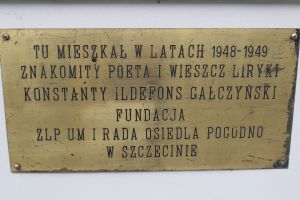 TU MIESZKAŁ W LATACH 1948-1949
ZNAKOMITY POETA I WIESZCZ LIRYKI
KONSTANTY ILDEFONS GAŁCZYŃSKI
FUNDACJA
ZLP UM I RADA OSIEDLA POGODNO
W SZCZECINIE